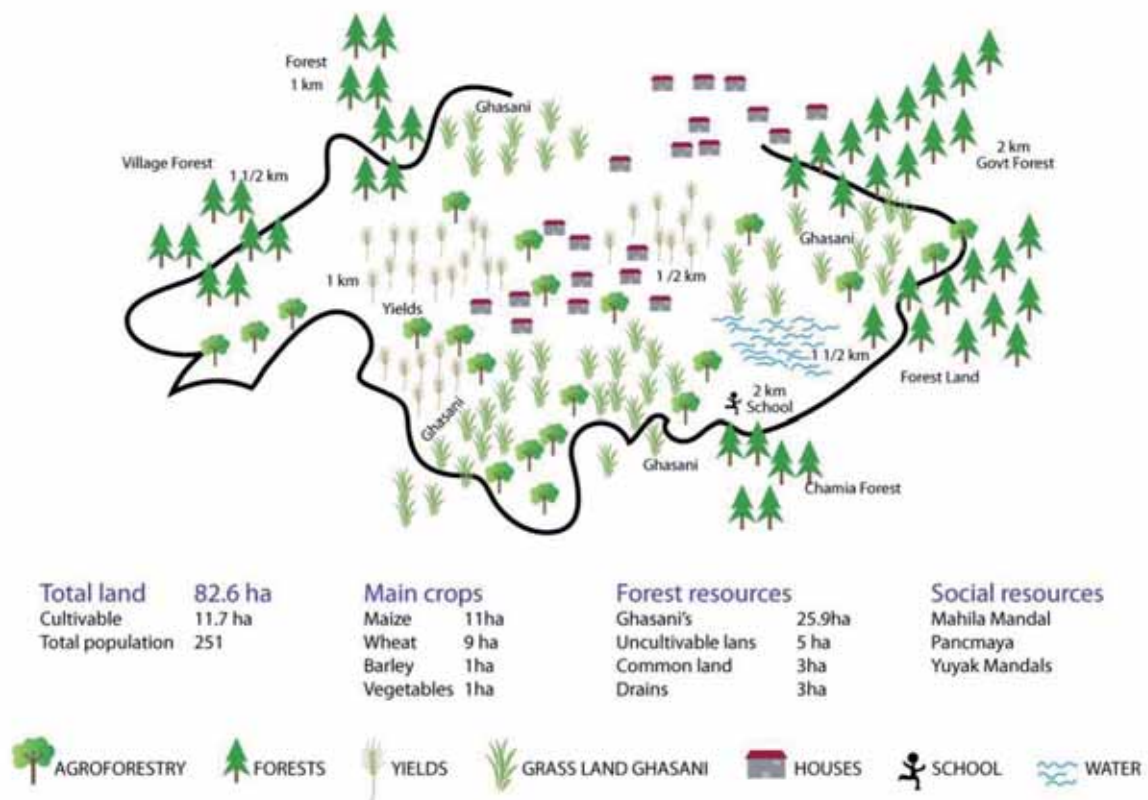 Forest
1 km
Ghasani
Village Forest
1 1/2 km
2 km
Govt Forest
Ghasani
1 km
1 /2 km
Yields
1 1/2 km
Forest Land
2 km
School
Ghasani
Ghasani
Chamia Forest
Total land 82.6 ha
Cultivable 11.7 ha
Total population 251
Main crops
Maize 11ha
Wheat 9 ha
Barley 1ha
Vegetables 1ha
Forest resources
Ghasani's 25.9ha
Uncultivable lans 5 ha
Common land 3ha
Drains 3ha
Social resources
Mahila Mandal
Pancmaya
Yuyak Mandals
AGROFORESTRY
FORESTS
YIELDS
GRASS LAND GHASANI
HOUSES
SCHOOL
WATER